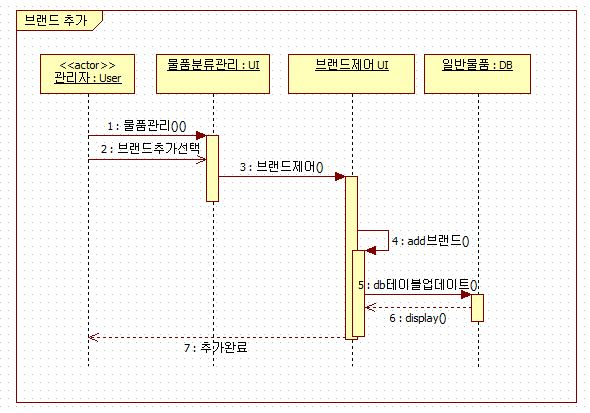 브랜드 추가
<<actor>>
관리자 : User
물품분류관리 : UI
브랜드제어 UI
일반물품 : DB
1 : 물품관리()()
2 : 브랜드추가선택
3 : 브랜드제어()
4 : add브랜드()
5 : db테이블업데이트()
6 : display()
7 : 추가완료